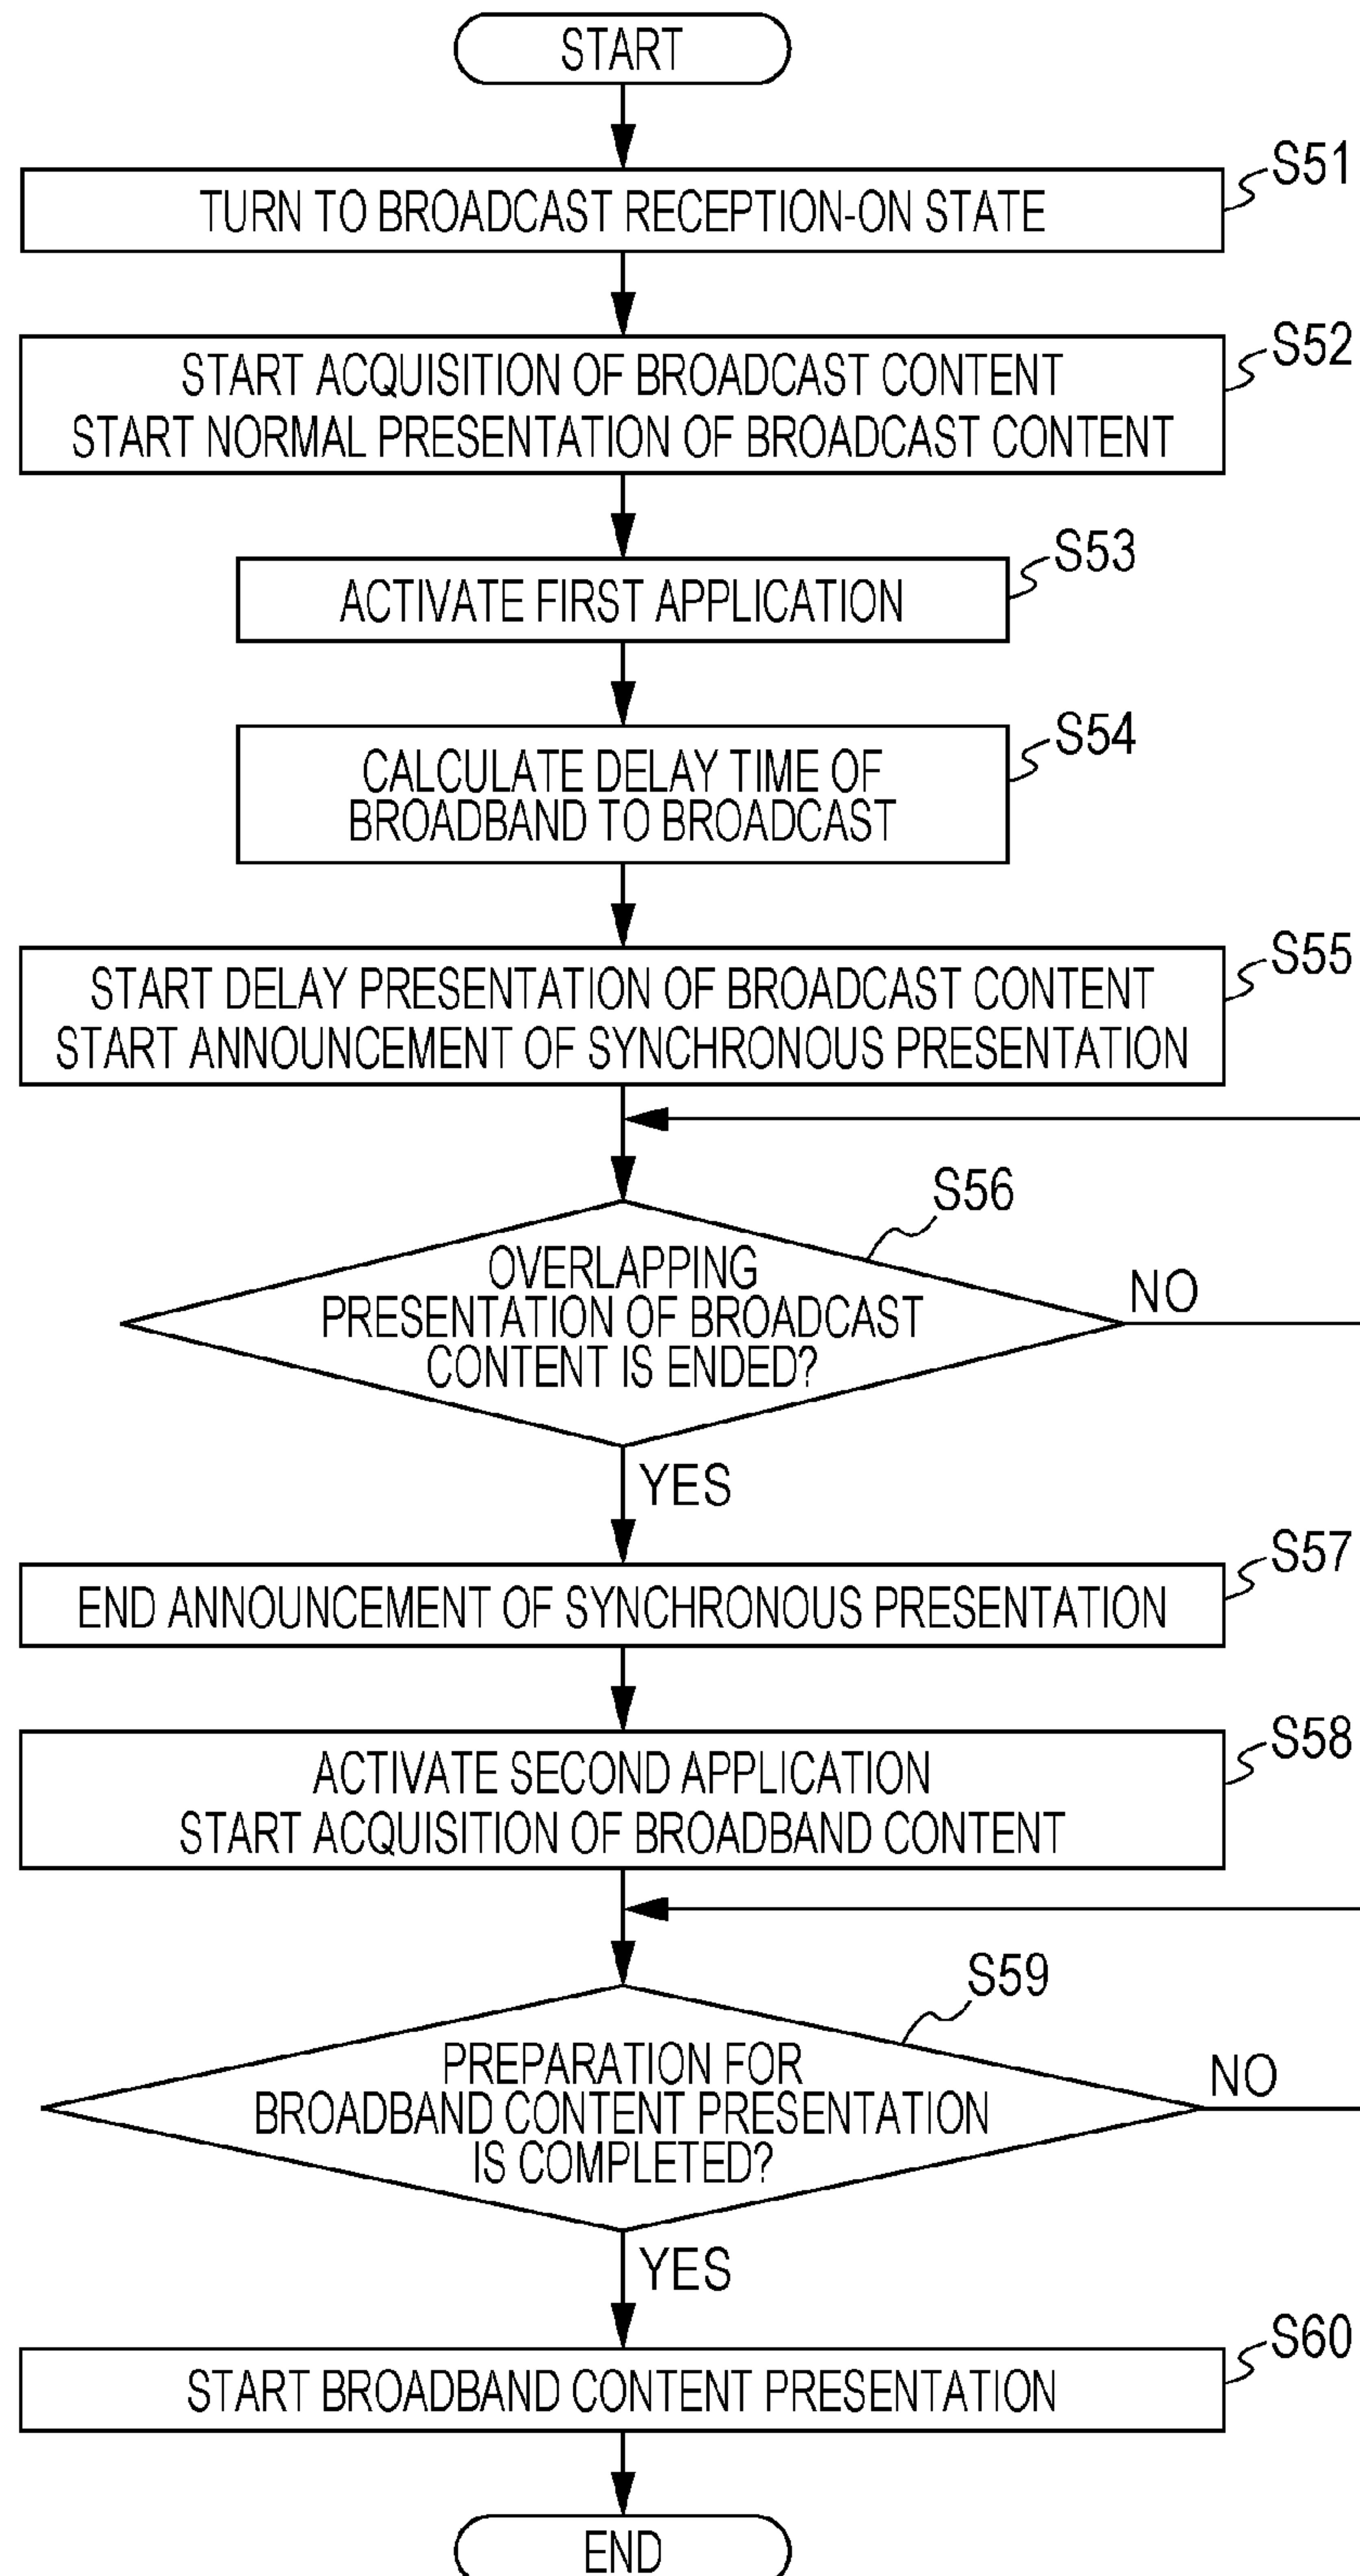 START
S51
TURN TO BROADCAST RECEPTION-ON STATE
S52
START ACQUISITION OF BROADCAST CONTENT
START NORMAL PRESENTATION OF BROADCAST CONTENT
S53
ACTIVATE FIRST APPLICATION
S54
CALCULATE DELAY TIME OF
BROADBAND TO BROADCAST
S55
START DELAY PRESENTATION OF BROADCAST CONTENT
START ANNOUNCEMENT OF SYNCHRONOUS PRESENTATION
S56
OVERLAPPING
PRESENTATION OF BROADCAST
CONTENT IS ENDED?
NO
YES
S57
END ANNOUNCEMENT OF SYNCHRONOUS PRESENTATION
S58
ACTIVATE SECOND APPLICATION
START ACQUISITION OF BROADBAND CONTENT
S59
PREPARATION FOR
BROADBAND CONTENT PRESENTATION
IS COMPLETED?
NO
YES
S60
START BROADBAND CONTENT PRESENTATION
END